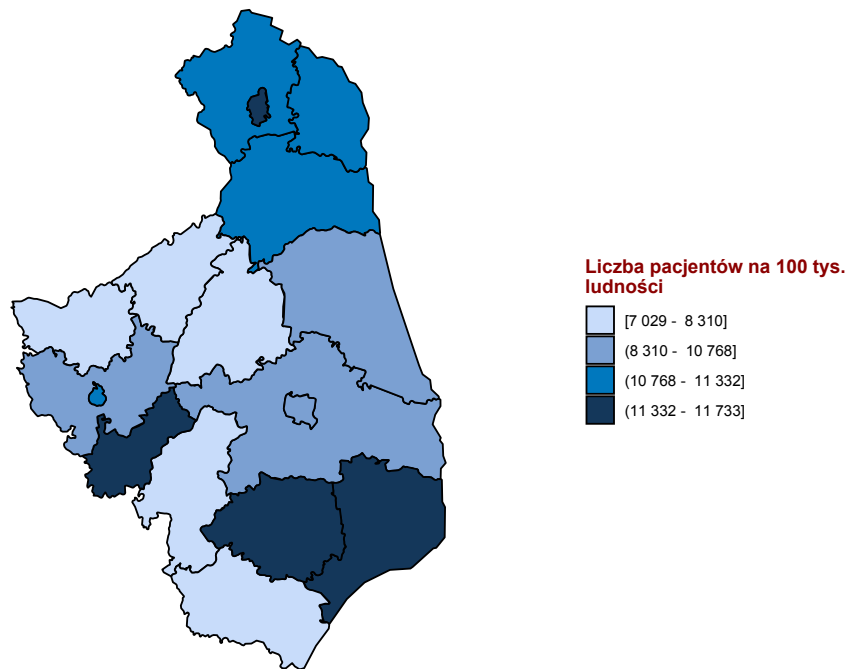 Liczba pacjentów na 100 tys.
ludności
[7 029 - 8 310]
(8 310 - 10 768]
(10 768 - 11 332]
(11 332 - 11 733]